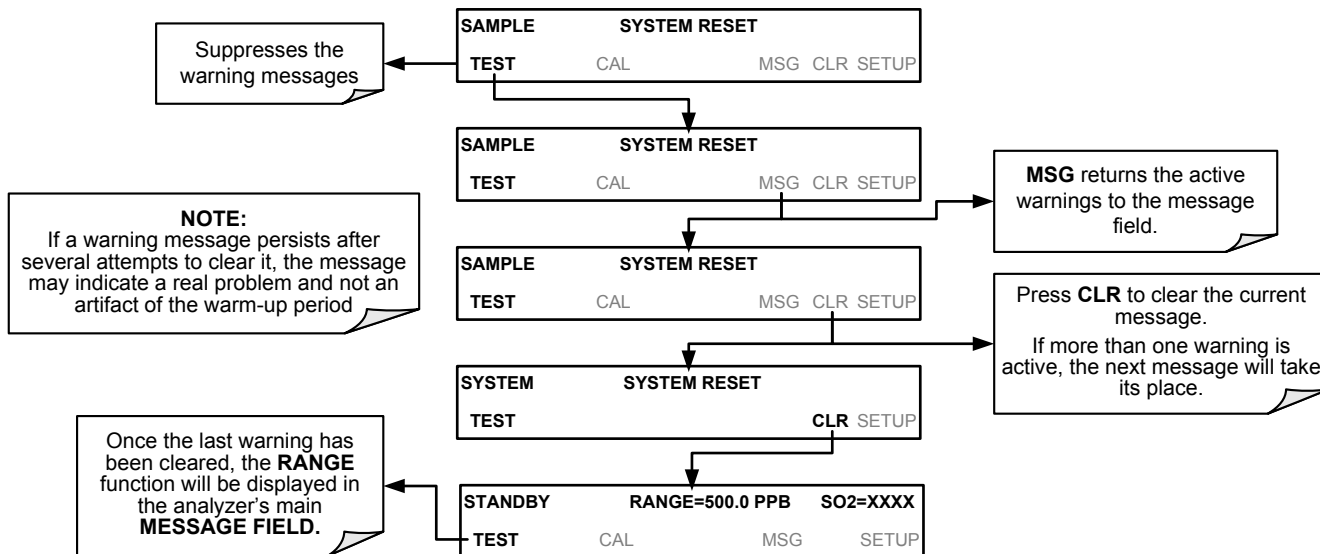 SAMPLE SYSTEM RESET
TEST CAL MSG CLR SETUP
Suppresses the
warning messages
SAMPLE SYSTEM RESET
TEST CAL MSG CLR SETUP
MSG returns the active
warnings to the message
field.
NOTE:
If a warning message persists after
several attempts to clear it, the message
may indicate a real problem and not an
artifact of the warm-up period
SAMPLE SYSTEM RESET
TEST CAL MSG CLR SETUP
Press CLR to clear the current
message.
If more than one warning is
active, the next message will take
its place.
SYSTEM SYSTEM RESET
TEST CLR SETUP
Once the last warning has
been cleared, the RANGE
function will be displayed in
the analyzer's main
MESSAGE FIELD.
STANDBY RANGE=500.0 PPB SO2=XXXX
TEST CAL MSG SETUP